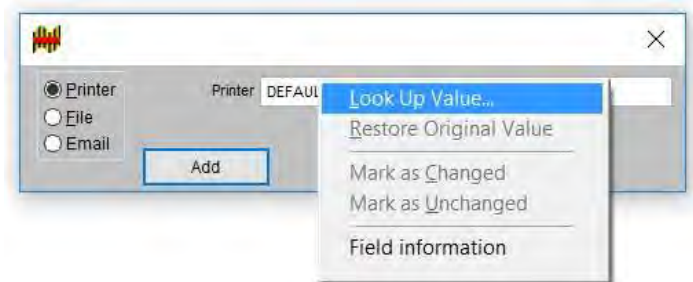 Printer
File
Email
Printer DEFAUL
Add
Look Up Value...
Restore Original Value
Mark as Changed
Mark as Unchanged
Field information